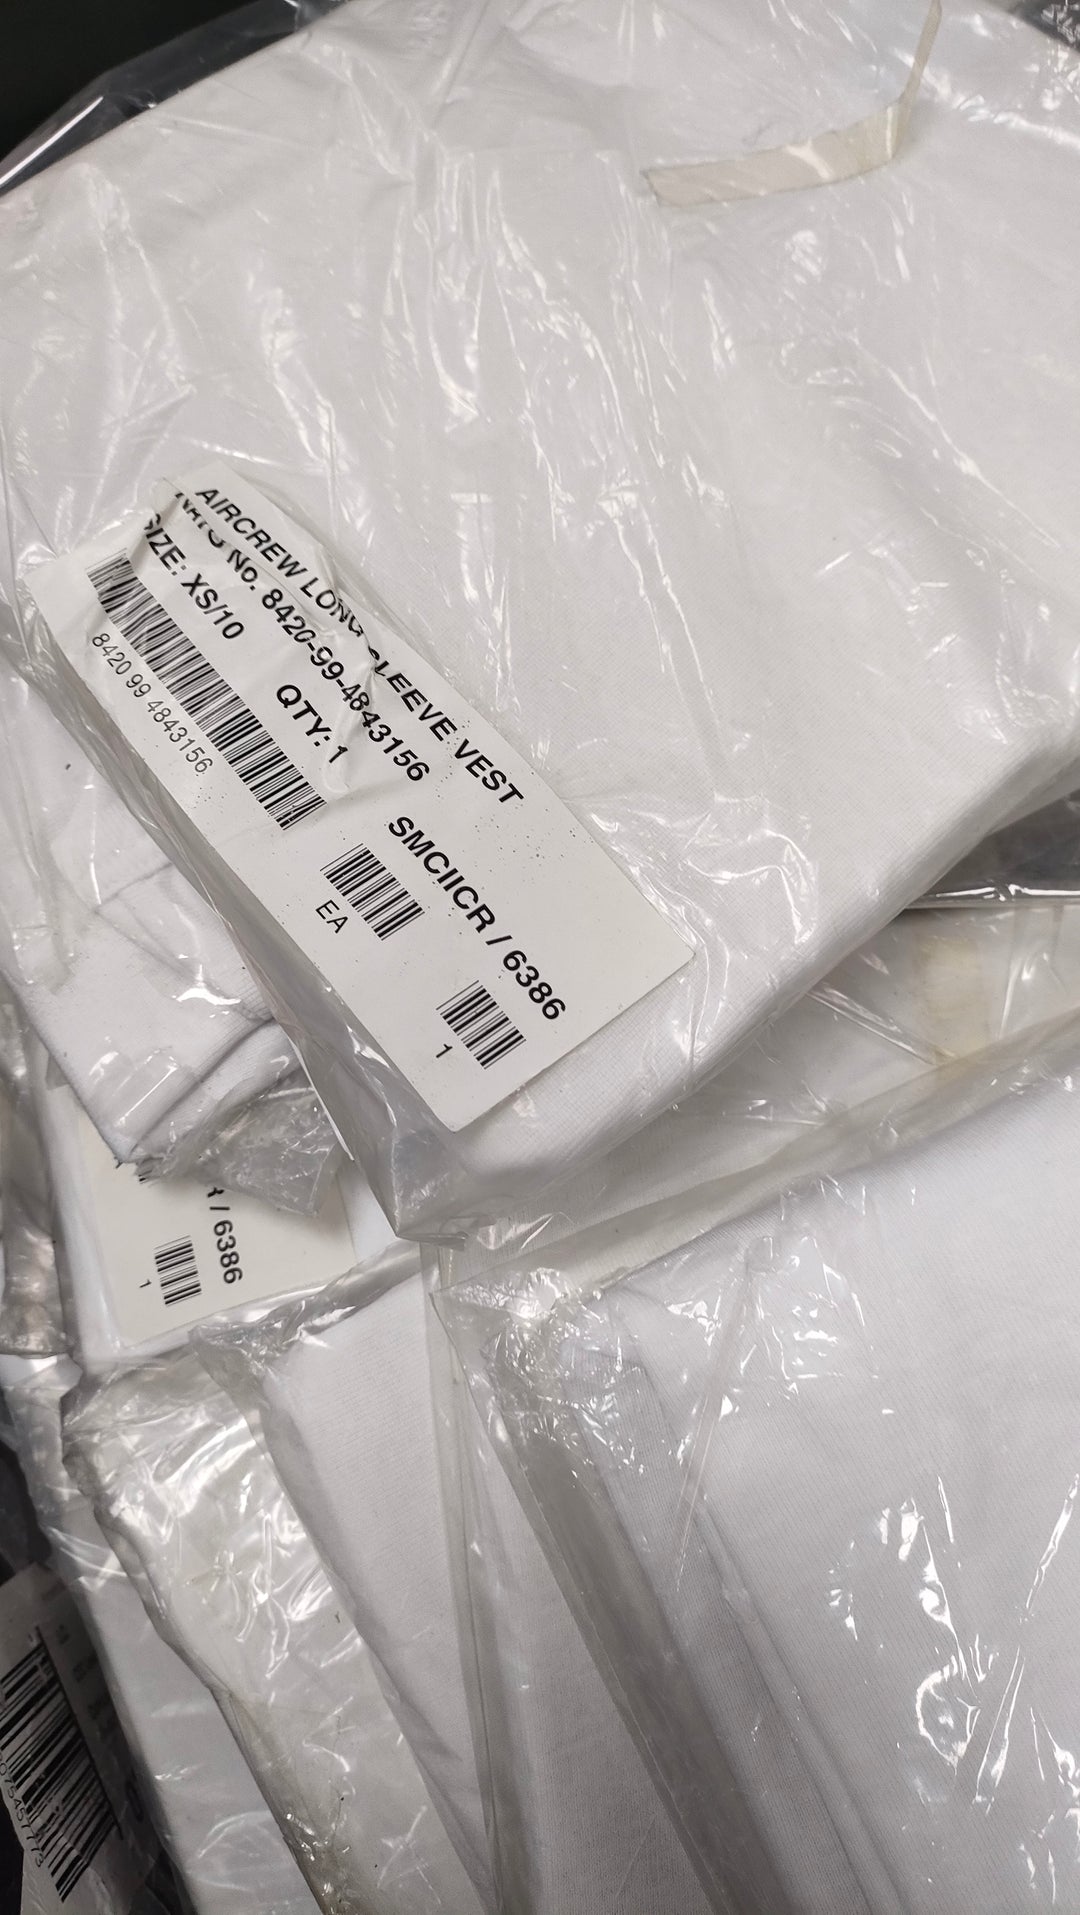 AIRCREW LONG SLEEVE VEST
NATO No. 8420-99-4843156
SIZE: XS/10 QTY: 1 SMCIICR / 6386
8420 99 4843156
EA
1
R / 6386
1